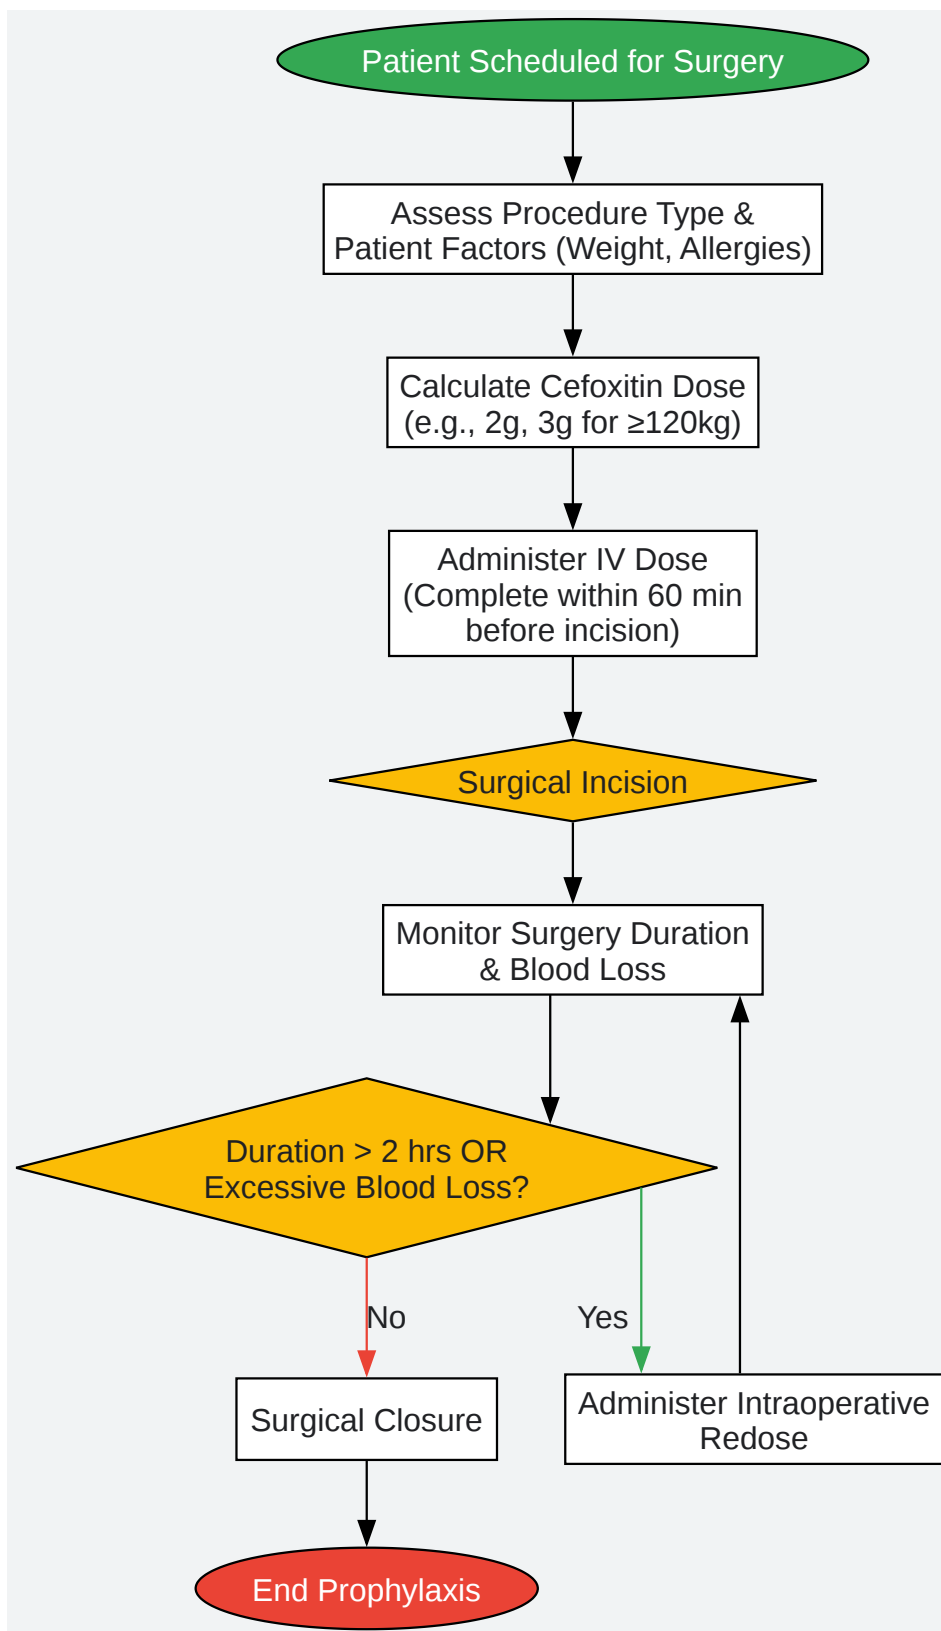 Patient Scheduled for Surgery
Assess Procedure Type &
Patient Factors (Weight, Allergies)
Calculate Cefoxitin Dose
(e.g., 2g, 3g for ≥120kg)
Administer IV Dose
(Complete within 60 min
before incision)
Surgical Incision
Monitor Surgery Duration
& Blood Loss
Duration > 2 hrs OR
Excessive Blood Loss?
No
Yes
Surgical Closure
Administer Intraoperative
Redose
End Prophylaxis